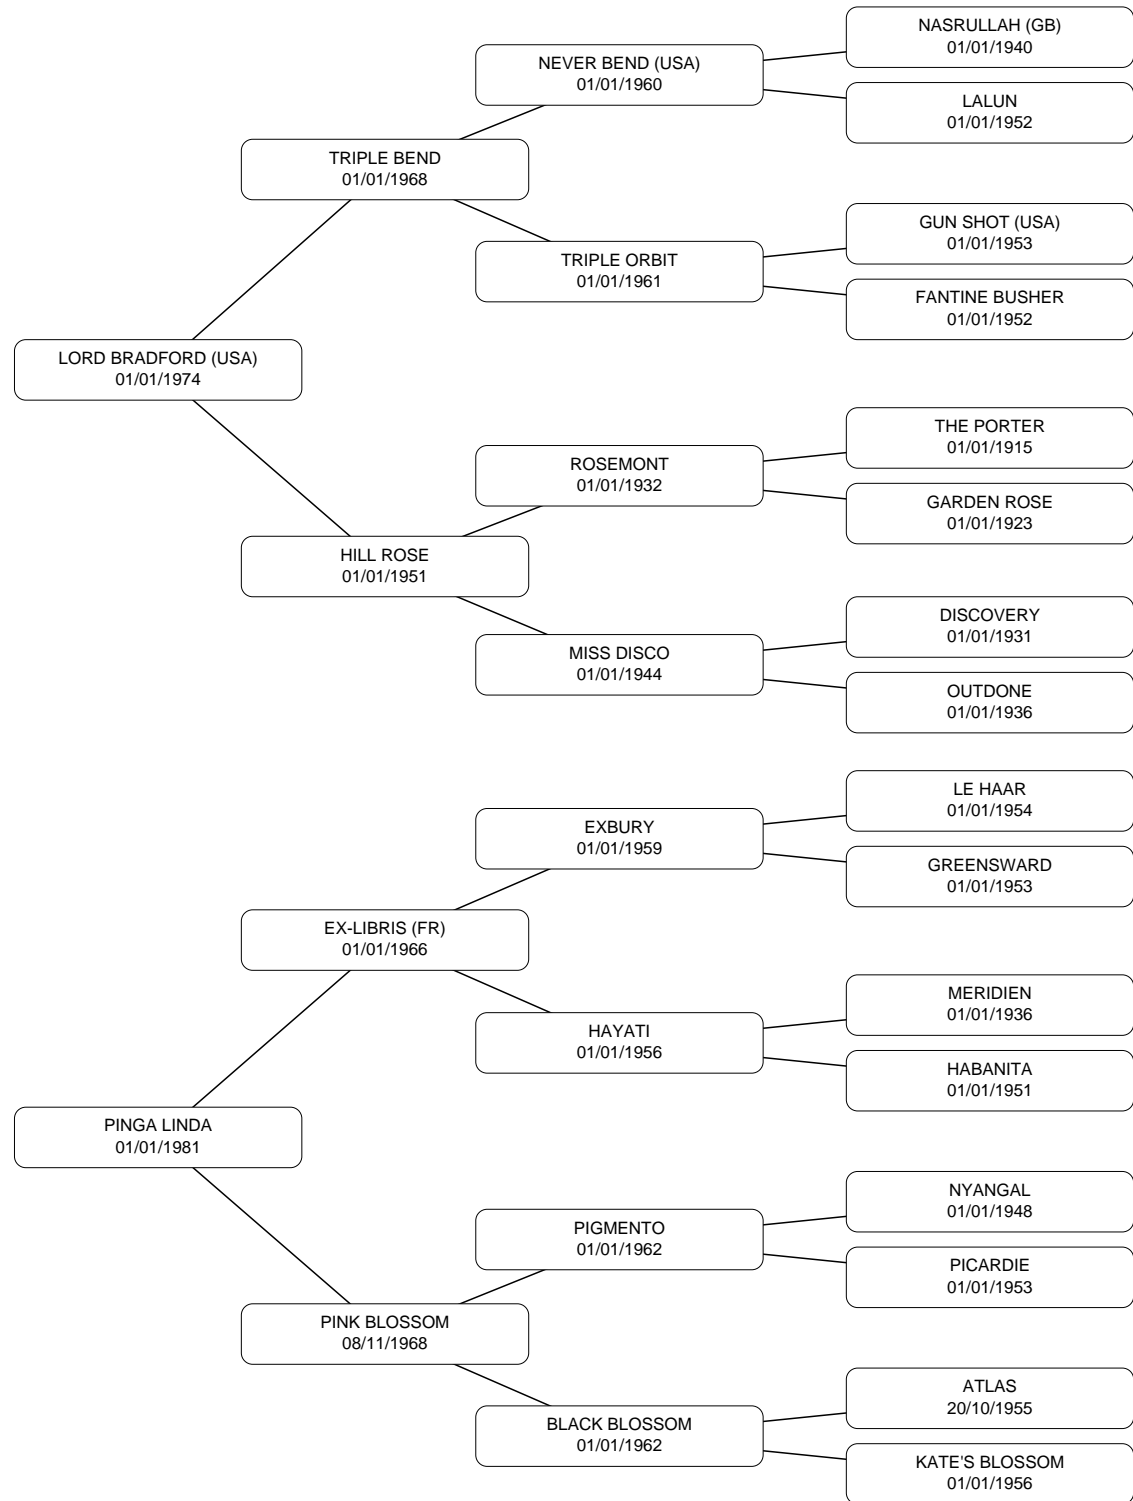 NASRULLAH (GB)
01/01/1940
NEVER BEND (USA)
01/01/1960
LALUN
01/01/1952
TRIPLE BEND
01/01/1968
GUN SHOT (USA)
01/01/1953
TRIPLE ORBIT
01/01/1961
FANTINE BUSHER
01/01/1952
LORD BRADFORD (USA)
01/01/1974
THE PORTER
01/01/1915
ROSEMONT
01/01/1932
GARDEN ROSE
01/01/1923
HILL ROSE
01/01/1951
DISCOVERY
01/01/1931
MISS DISCO
01/01/1944
OUTDONE
01/01/1936
LE HAAR
01/01/1954
EXBURY
01/01/1959
GREENSWARD
01/01/1953
EX-LIBRIS (FR)
01/01/1966
MERIDIEN
01/01/1936
HAYATI
01/01/1956
HABANITA
01/01/1951
PINGA LINDA
01/01/1981
NYANGAL
01/01/1948
PIGMENTO
01/01/1962
PICARDIE
01/01/1953
PINK BLOSSOM
08/11/1968
ATLAS
20/10/1955
BLACK BLOSSOM
01/01/1962
KATE'S BLOSSOM
01/01/1956